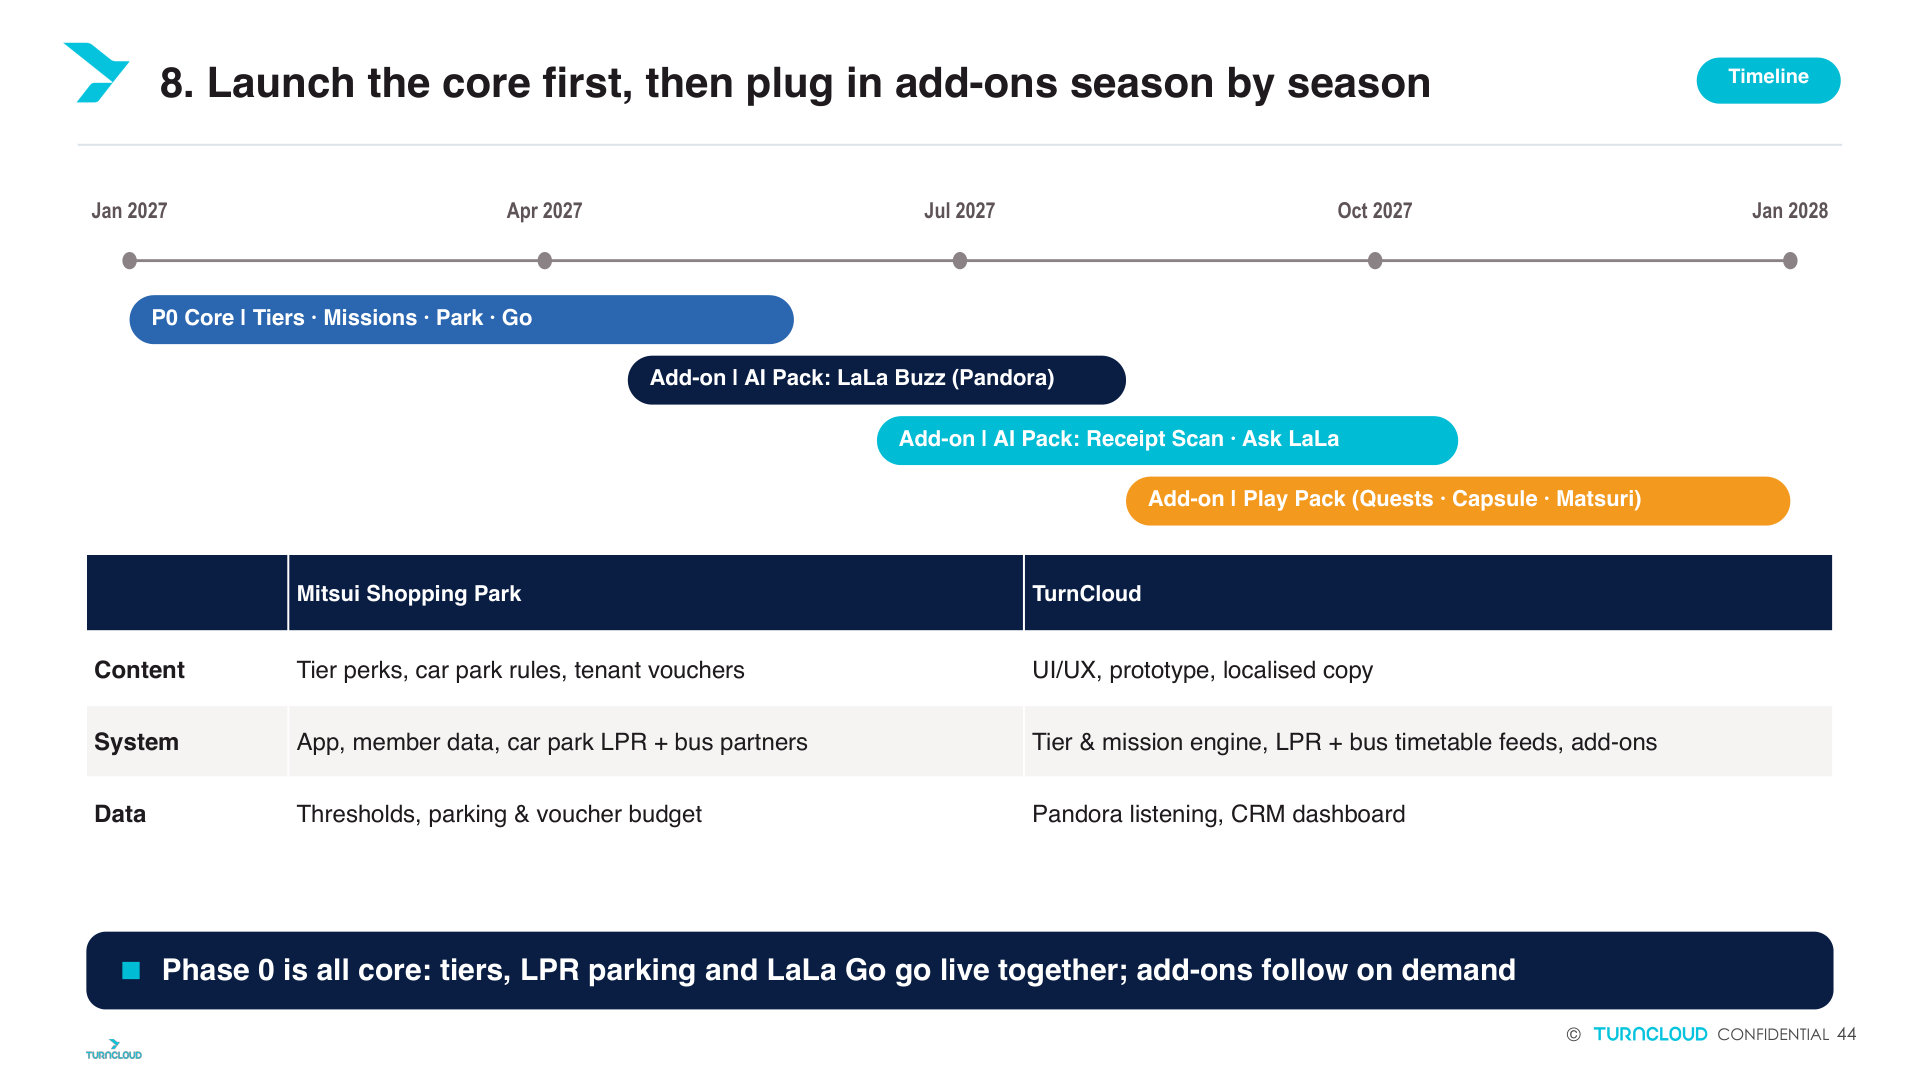 8. Launch the core first, then plug in add-ons season by season
Timeline
Jan 2027
Apr 2027
Jul 2027
Oct 2027
Jan 2028
P0 Core | Tiers · Missions · Park · Go
Add-on | AI Pack: LaLa Buzz (Pandora)
Add-on | AI Pack: Receipt Scan · Ask LaLa
Add-on | Play Pack (Quests · Capsule · Matsuri)
Mitsui Shopping Park
TurnCloud
Content
Tier perks, car park rules, tenant vouchers
UI/UX, prototype, localised copy
System
App, member data, car park LPR + bus partners
Tier & mission engine, LPR + bus timetable feeds, add-ons
Data
Thresholds, parking & voucher budget
Pandora listening, CRM dashboard
Phase 0 is all core: tiers, LPR parking and LaLa Go go live together; add-ons follow on demand
TURNCLOUD
© TURNCLOUD CONFIDENTIAL 44